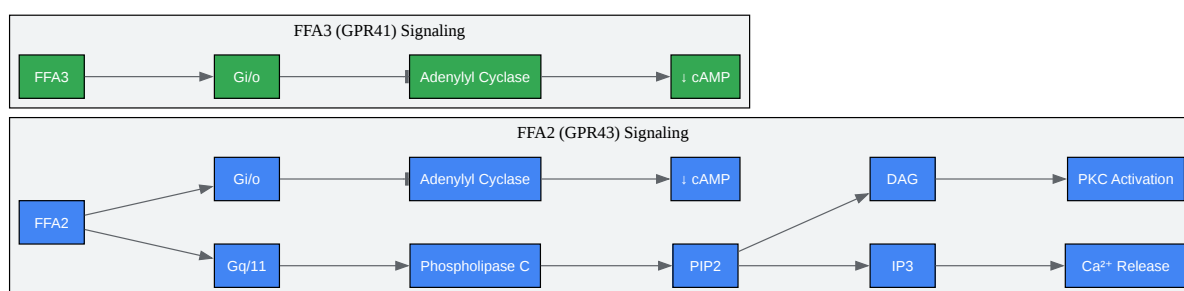 FFA3 (GPR41) Signaling
FFA3
Gi/o
Adenylyl Cyclase
↓ cAMP
FFA2 (GPR43) Signaling
FFA2
Gi/o
Adenylyl Cyclase
↓ cAMP
DAG
PKC Activation
Gq/11
Phospholipase C
PIP2
IP3
Ca²⁺ Release